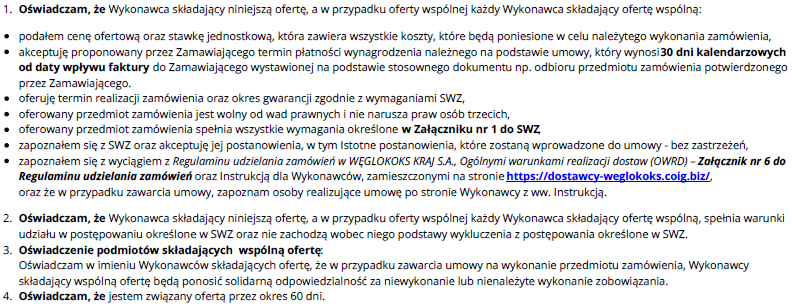 1. Oświadczam, że Wykonawca składający niniejszą ofertę, a w przypadku oferty wspólnej każdy Wykonawca składający ofertę wspólną:
• podałem cenę ofertową oraz stawkę jednostkową, która zawiera wszystkie koszty, które będą poniesione w celu należytego wykonania zamówienia,
• akceptuję proponowany przez Zamawiającego termin płatności wynagrodzenia należnego na podstawie umowy, który wynosi 30 dni kalendarzowych
od daty wpływu faktury do Zamawiającego wystawionej na podstawie stosownego dokumentu np. odbioru przedmiotu zamówienia potwierdzonego
przez Zamawiającego.
• oferuję termin realizacji zamówienia oraz okres gwarancji zgodnie z wymaganiami SWZ,
• oferowany przedmiot zamówienia jest wolny od wad prawnych i nie narusza praw osób trzecich,
• oferowany przedmiot zamówienia spełnia wszystkie wymagania określone w Załączniku nr 1 do SWZ,
• zapoznałem się z SWZ oraz akceptuję jej postanowienia, w tym Istotne postanowienia, które zostaną wprowadzone do umowy - bez zastrzeżeń,
• zapoznałem się z wyciągiem z Regulaminu udzielania zamówień w WĘGLOKOKS KRAJ S.A., Ogólnymi warunkami realizacji dostaw (OWRD) – Załącznik nr 6 do
Regulaminu udzielania zamówień oraz Instrukcją dla Wykonawców, zamieszczonymi na stronie https://dostawcy-weglokoks.coig.biz/,
oraz że w przypadku zawarcia umowy, zapoznam osoby realizujące umowę po stronie Wykonawcy z ww. Instrukcją.
2. Oświadczam, że Wykonawca składający niniejszą ofertę, a w przypadku oferty wspólnej każdy Wykonawca składający ofertę wspólną, spełnia warunki
udziału w postępowaniu określone w SWZ oraz nie zachodzą wobec niego podstawy wykluczenia z postępowania określone w SWZ.
3. Oświadczenie podmiotów składających wspólną ofertę:
Oświadczam w imieniu Wykonawców składających ofertę, że w przypadku zawarcia umowy na wykonanie przedmiotu zamówienia, Wykonawcy
składający wspólną ofertę będą ponosić solidarną odpowiedzialność za niewykonanie lub nienależyte wykonanie zobowiązania.
4. Oświadczam, że jestem związany ofertą przez okres 60 dni.